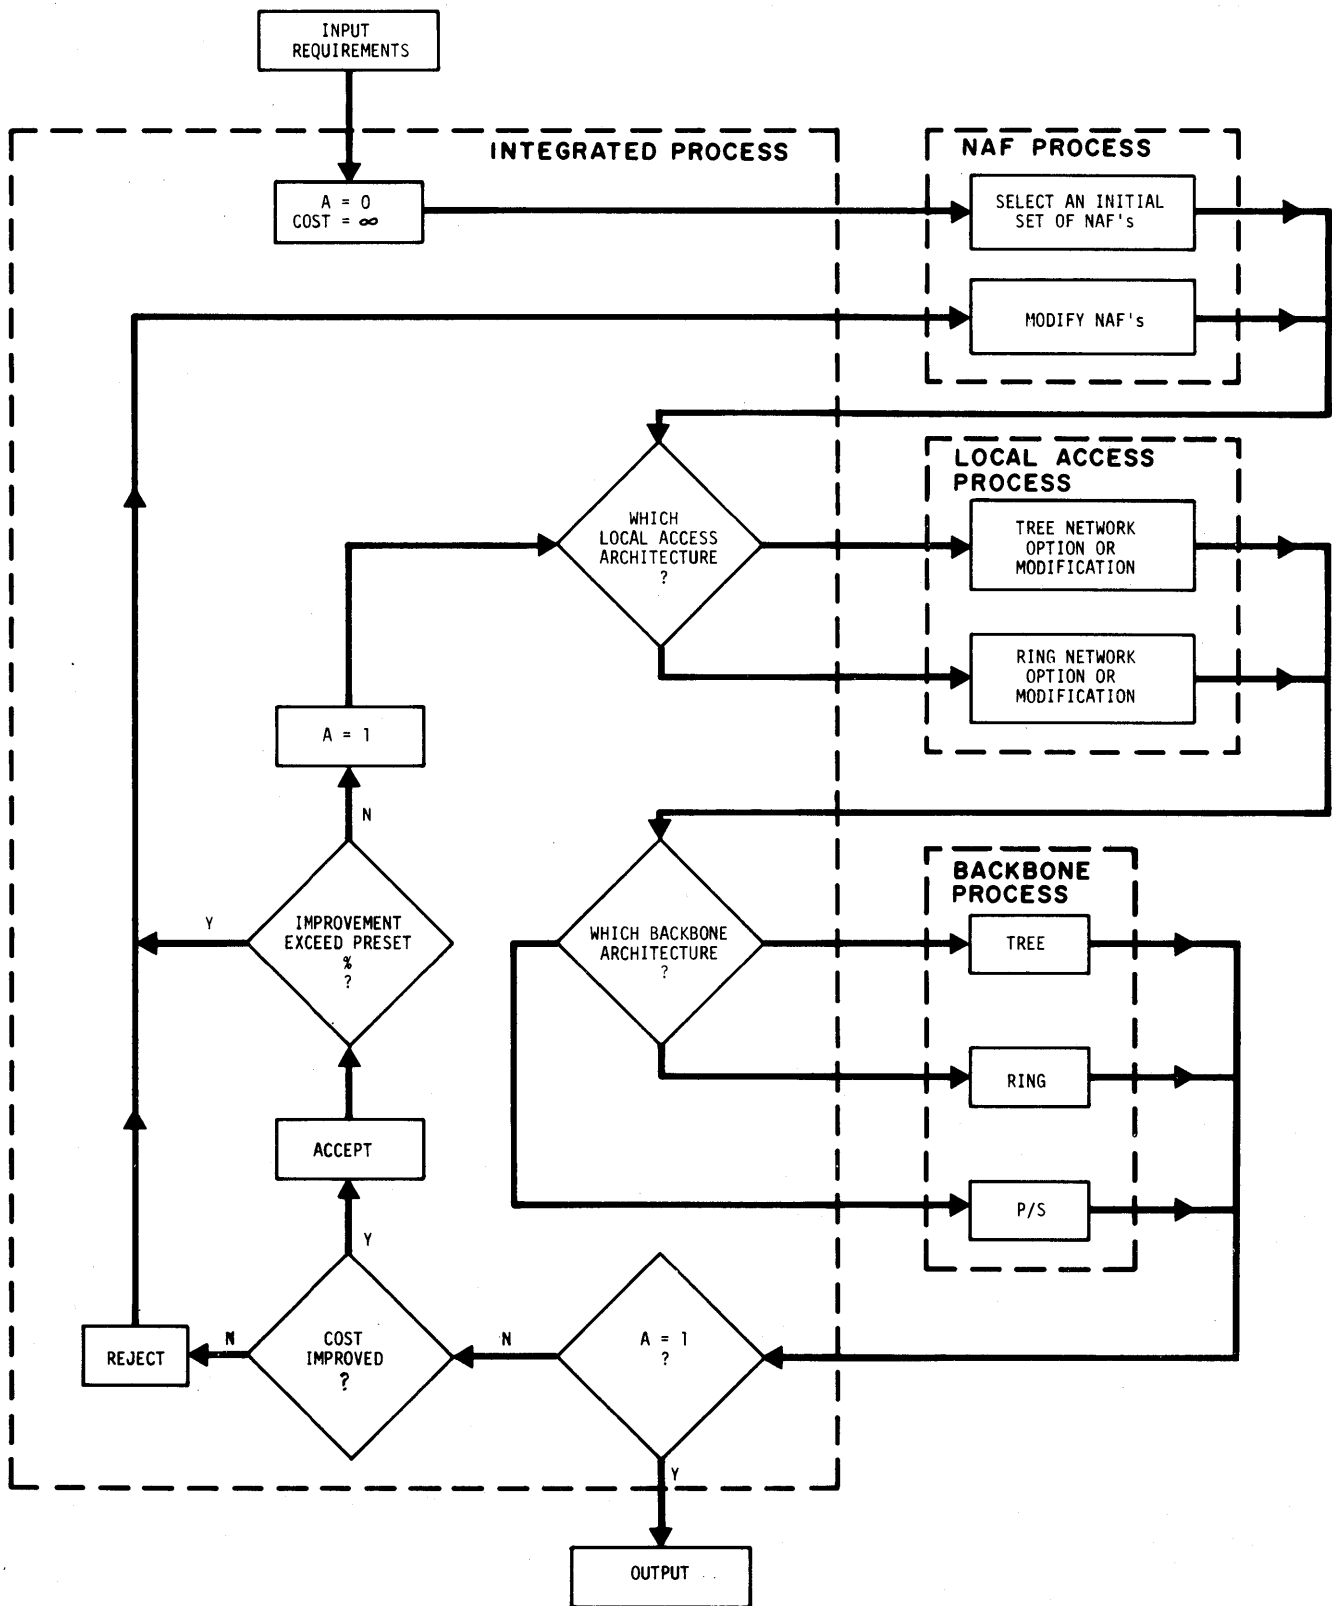 INPUT
REQUIREMENTS
INTEGRATED PROCESS
NAF PROCESS
A = 0
COST = ∞
SELECT AN INITIAL
SET OF NAF's
MODIFY NAF's
LOCAL ACCESS
PROCESS
WHICH
LOCAL ACCESS
ARCHITECTURE
?
TREE NETWORK
OPTION OR
MODIFICATION
RING NETWORK
OPTION OR
MODIFICATION
A = 1
N
BACKBONE
PROCESS
Y
IMPROVEMENT
EXCEED PRESET
%
?
WHICH BACKBONE
ARCHITECTURE
?
TREE
RING
ACCEPT
P/S
Y
REJECT
N
COST
IMPROVED
?
N
A = 1
?
Y
OUTPUT